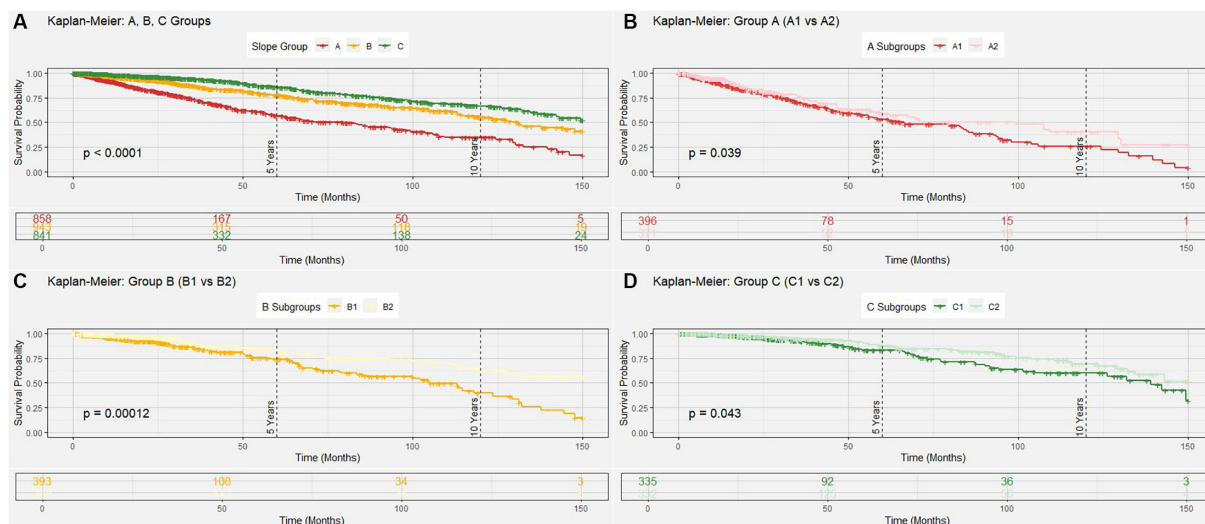 A Kaplan-Meier: A, B, C Groups
Slope Group A B C
Survival Probability
1.00
0.75
0.50
0.25
0.00
p < 0.0001
5 Years
10 Years
0 50 100 150
Time (Months)
858 167 50 5
943 315 118 19
841 332 138 24
0 50 100 150
Time (Months)
B Kaplan-Meier: Group A (A1 vs A2)
A Subgroups A1 A2
Survival Probability
1.00
0.75
0.50
0.25
0.00
p = 0.039
5 Years
10 Years
0 50 100 150
Time (Months)
396 78 15 1
0 50 100 150
Time (Months)
C Kaplan-Meier: Group B (B1 vs B2)
B Subgroups B1 B2
Survival Probability
1.00
0.75
0.50
0.25
0.00
p = 0.00012
5 Years
10 Years
0 50 100 150
Time (Months)
393 108 34 3
0 50 100 150
Time (Months)
D Kaplan-Meier: Group C (C1 vs C2)
C Subgroups C1 C2
Survival Probability
1.00
0.75
0.50
0.25
0.00
p = 0.043
5 Years
10 Years
0 50 100 150
Time (Months)
335 92 36 3
0 50 100 150
Time (Months)